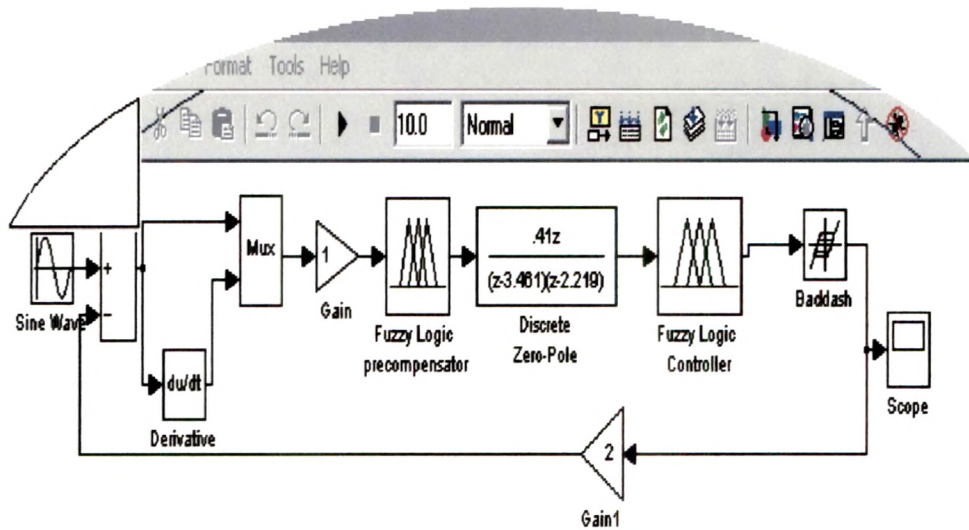 Format Tools Help
10.0 Normal
Sine Wave
+
−
du/dt
Derivative
Mux
1
Gain
Fuzzy Logic
precompensator
.41z
(z-3.461)(z-2.219)
Discrete
Zero-Pole
Fuzzy Logic
Controller
Baddash
Scope
2
Gain1